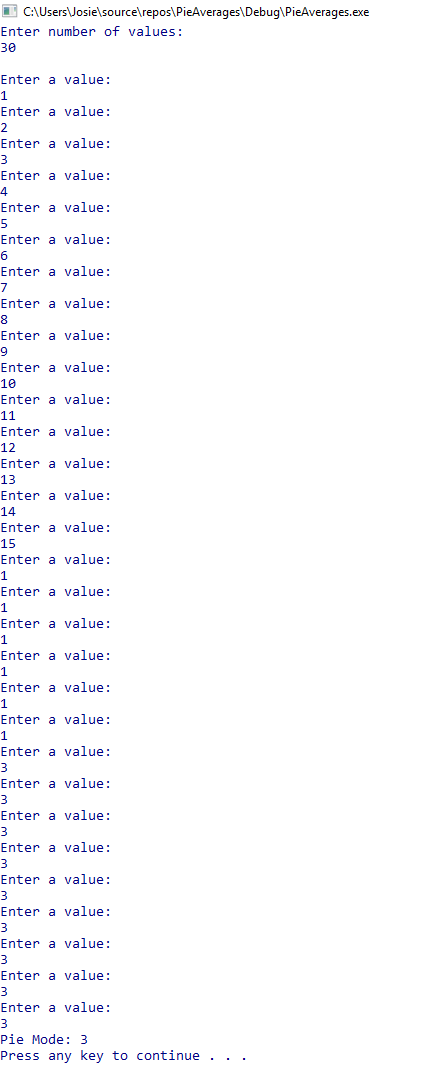 C:\Users\Josie\source\repos\PieAverages\Debug\PieAverages.exe
Enter number of values:
30
Enter a value:
1
Enter a value:
2
Enter a value:
3
Enter a value:
4
Enter a value:
5
Enter a value:
6
Enter a value:
7
Enter a value:
8
Enter a value:
9
Enter a value:
10
Enter a value:
11
Enter a value:
12
Enter a value:
13
Enter a value:
14
Enter a value:
15
Enter a value:
1
Enter a value:
1
Enter a value:
1
Enter a value:
1
Enter a value:
1
Enter a value:
1
Enter a value:
3
Enter a value:
3
Enter a value:
3
Enter a value:
3
Enter a value:
3
Enter a value:
3
Enter a value:
3
Enter a value:
3
Enter a value:
3
Pie Mode: 3
Press any key to continue . . .